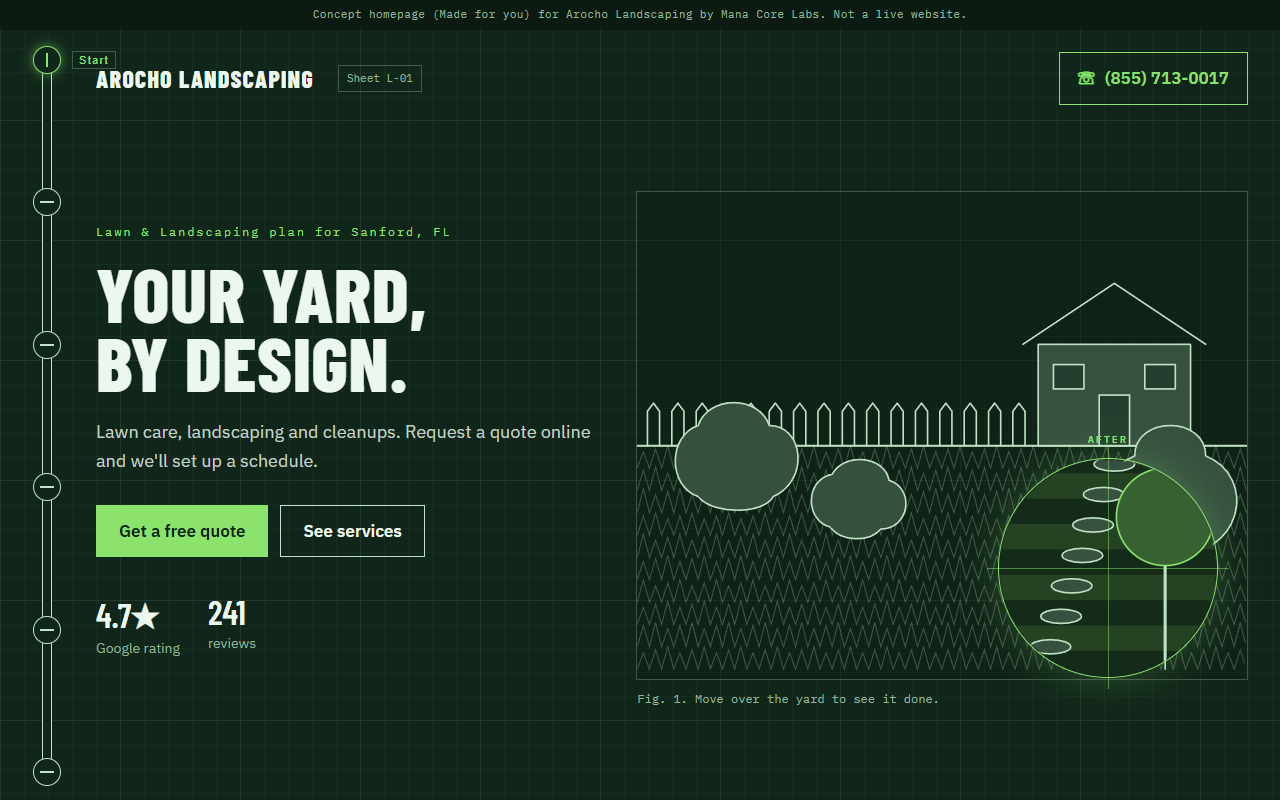 Concept homepage (Made for you) for Arocho Landscaping by Mana Core Labs. Not a live website.
Start
AROCHO LANDSCAPING
Sheet L-01
☎ (855) 713-0017
Lawn & Landscaping plan for Sanford, FL
YOUR YARD,
BY DESIGN.
Lawn care, landscaping and cleanups. Request a quote online
and we'll set up a schedule.
Get a free quote
See services
4.7★
Google rating
241
reviews
AFTER
Fig. 1. Move over the yard to see it done.